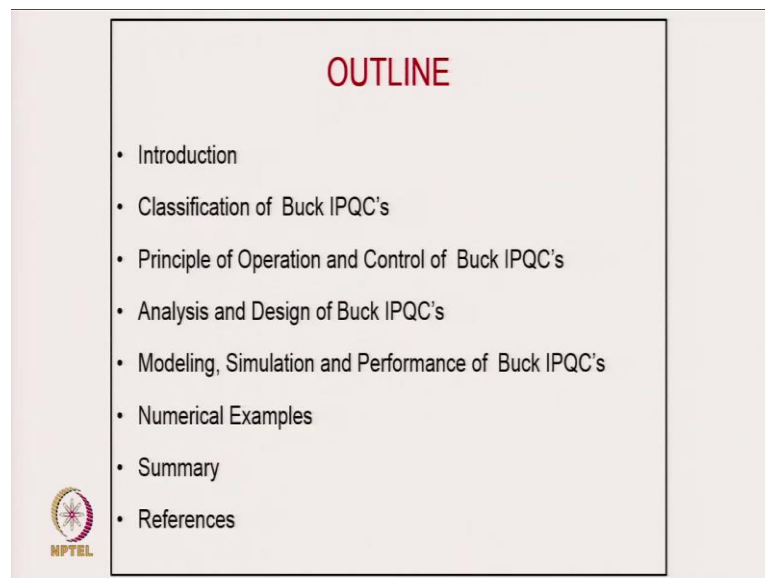 OUTLINE
• Introduction
• Classification of Buck IPQC's
• Principle of Operation and Control of Buck IPQC's
• Analysis and Design of Buck IPQC's
• Modeling, Simulation and Performance of Buck IPQC's
• Numerical Examples
• Summary
• References
NPTEL